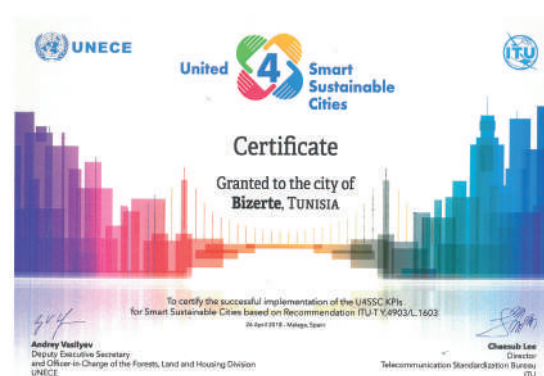 UNECE
ITU
United 4 Smart
Sustainable
Cities
Certificate
Granted to the city of
Bizerte, TUNISIA
To certify the successful implementation of the U4SSC KPIs
for Smart Sustainable Cities based on Recommendation ITU-T Y.4903/L.1603
26 April 2018 - Malaga, Spain
Andrey Vasilyev
Deputy Executive Secretary
and Officer-in-Charge of the Forests, Land and Housing Division
UNECE
Chaesub Lee
Director
Telecommunication Standardization Bureau
ITU